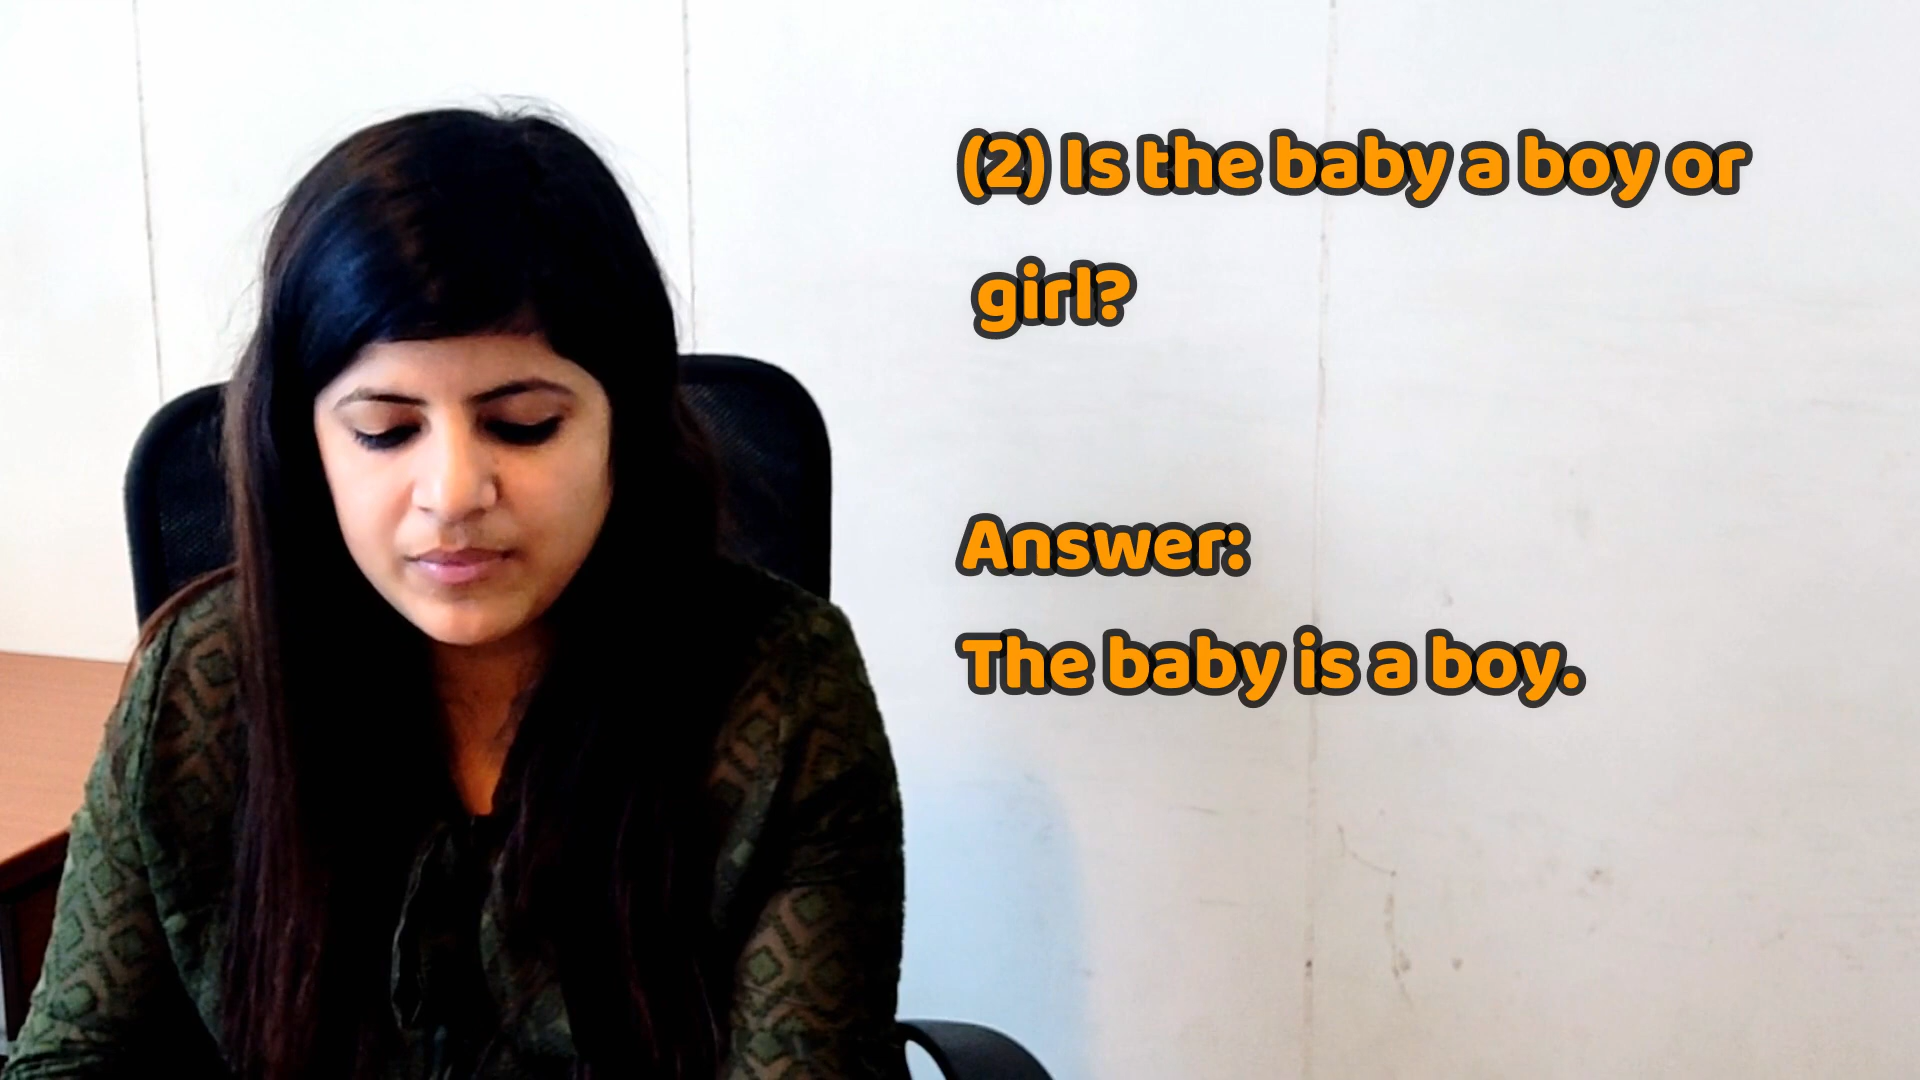 (2) Is the baby a boy or
girl?
Answer:
The baby is a boy.